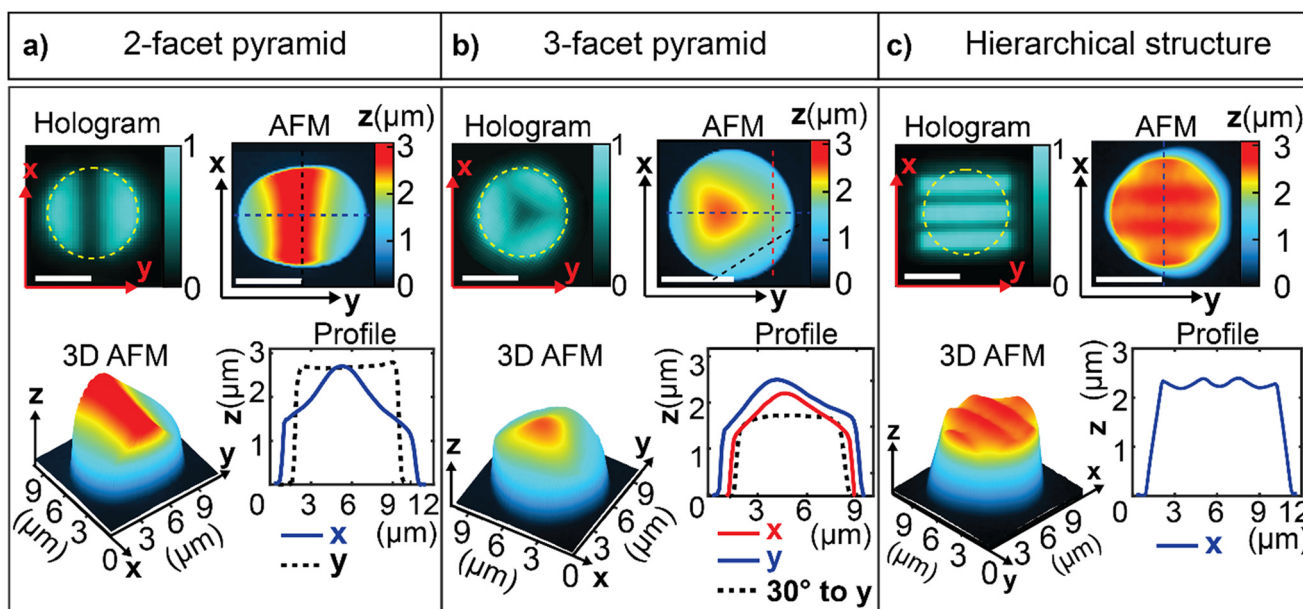 a) 2-facet pyramid
Hologram
1
0
x
y
AFM
z(μm)
3
2
1
0
x
y
3D AFM
z
y
x
9
6
3
0
3
6
9
(μm)
(μm)
Profile
z(μm)
3
2
1
0 3 6 9 12
(μm)
x
y
b) 3-facet pyramid
Hologram
1
0
x
y
AFM
z(μm)
3
2
1
0
x
y
3D AFM
z
y
x
9
6
3
0
3
6
9
(μm)
(μm)
Profile
z(μm)
3
2
1
0 3 6 9
(μm)
x
y
30° to y
c) Hierarchical structure
Hologram
1
0
x
y
AFM
z(μm)
3
2
1
0
x
y
3D AFM
z
x
y
9
6
3
0
3
6
9
(μm)
(μm)
Profile
z (μm)
3
2
1
0 3 6 9 12
(μm)
x